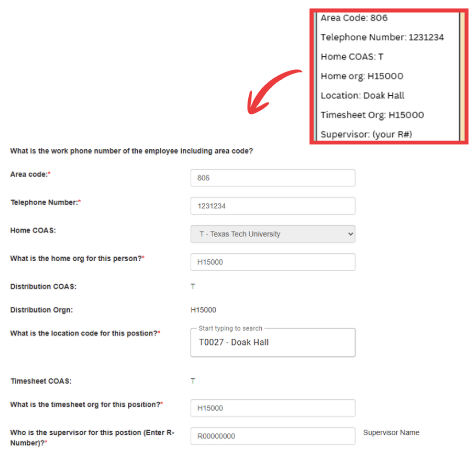 Area Code: 806
Telephone Number: 1231234
Home COAS: T
Home org: H15000
Location: Doak Hall
Timesheet Org: H15000
Supervisor: (your R#)
What is the work phone number of the employee including area code?
Area code:*
806
Telephone Number:*
1231234
Home COAS:
T - Texas Tech University
What is the home org for this person?*
H15000
Distribution COAS:
T
Distribution Orgn:
H15000
What is the location code for this postion?*
Start typing to search
T0027 - Doak Hall
Timesheet COAS:
T
What is the timesheet org for this position?*
H15000
Who is the supervisor for this postion (Enter R-
Number)?*
R00000000
Supervisor Name